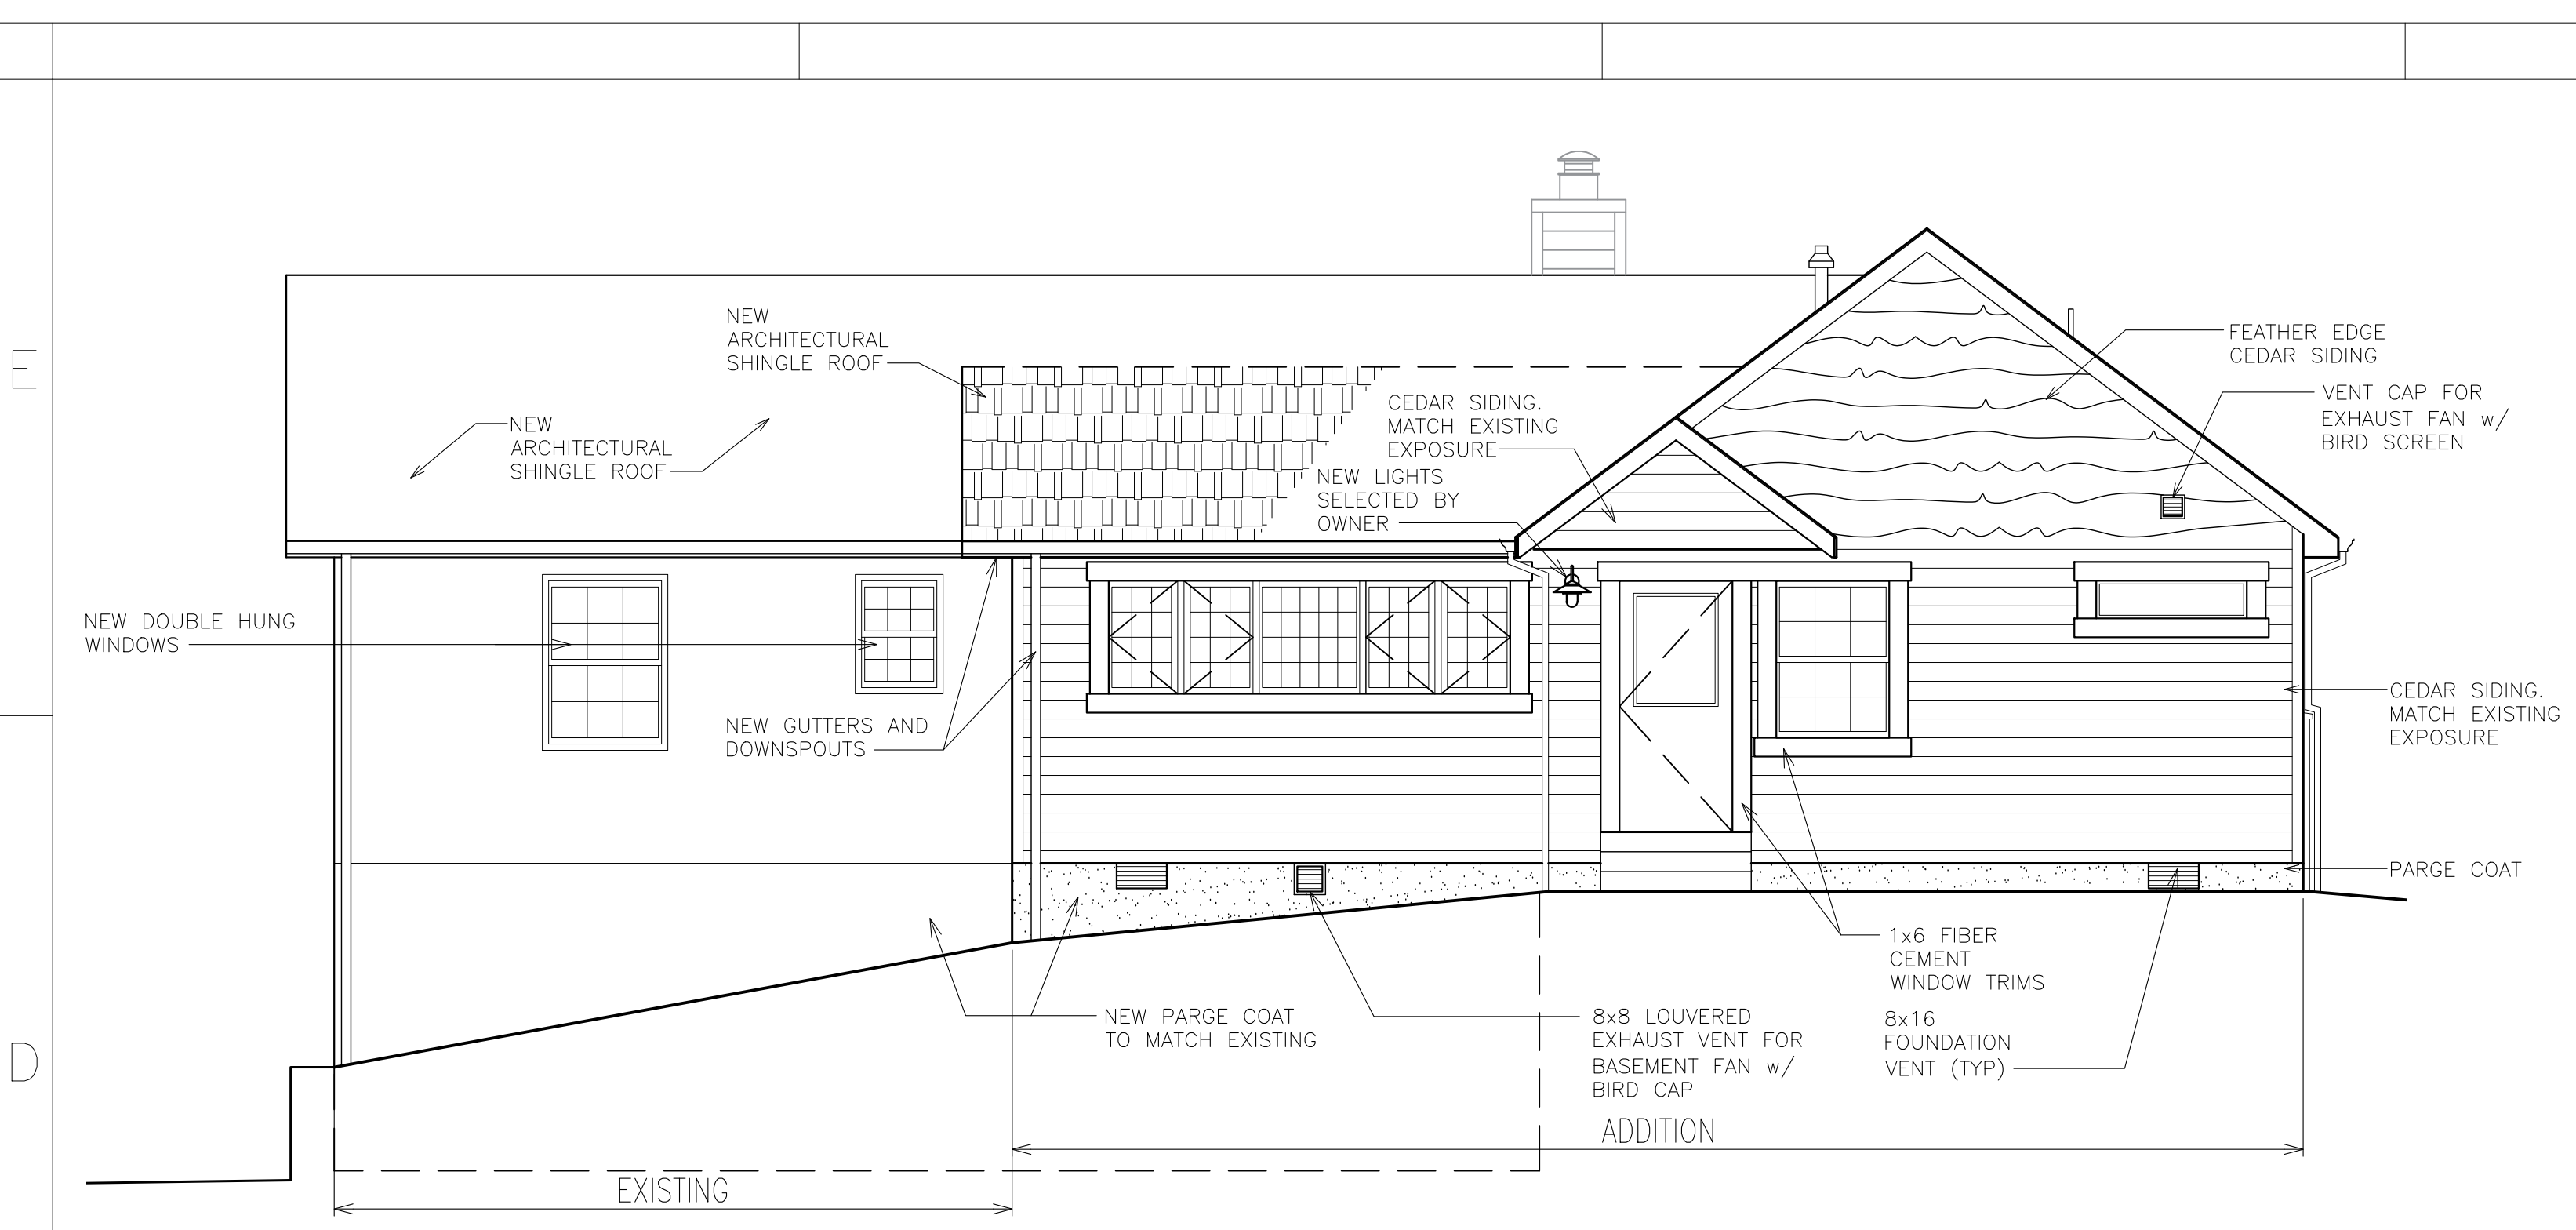 NEW
ARCHITECTURAL
SHINGLE ROOF
NEW
ARCHITECTURAL
SHINGLE ROOF
CEDAR SIDING.
MATCH EXISTING
EXPOSURE
NEW LIGHTS
SELECTED BY
OWNER
FEATHER EDGE
CEDAR SIDING
VENT CAP FOR
EXHAUST FAN w/
BIRD SCREEN
E
NEW DOUBLE HUNG
WINDOWS
NEW GUTTERS AND
DOWNSPOUTS
CEDAR SIDING.
MATCH EXISTING
EXPOSURE
PARGE COAT
1x6 FIBER
CEMENT
WINDOW TRIMS
NEW PARGE COAT
TO MATCH EXISTING
8x8 LOUVERED
EXHAUST VENT FOR
BASEMENT FAN w/
BIRD CAP
8x16
FOUNDATION
VENT (TYP)
D
ADDITION
EXISTING